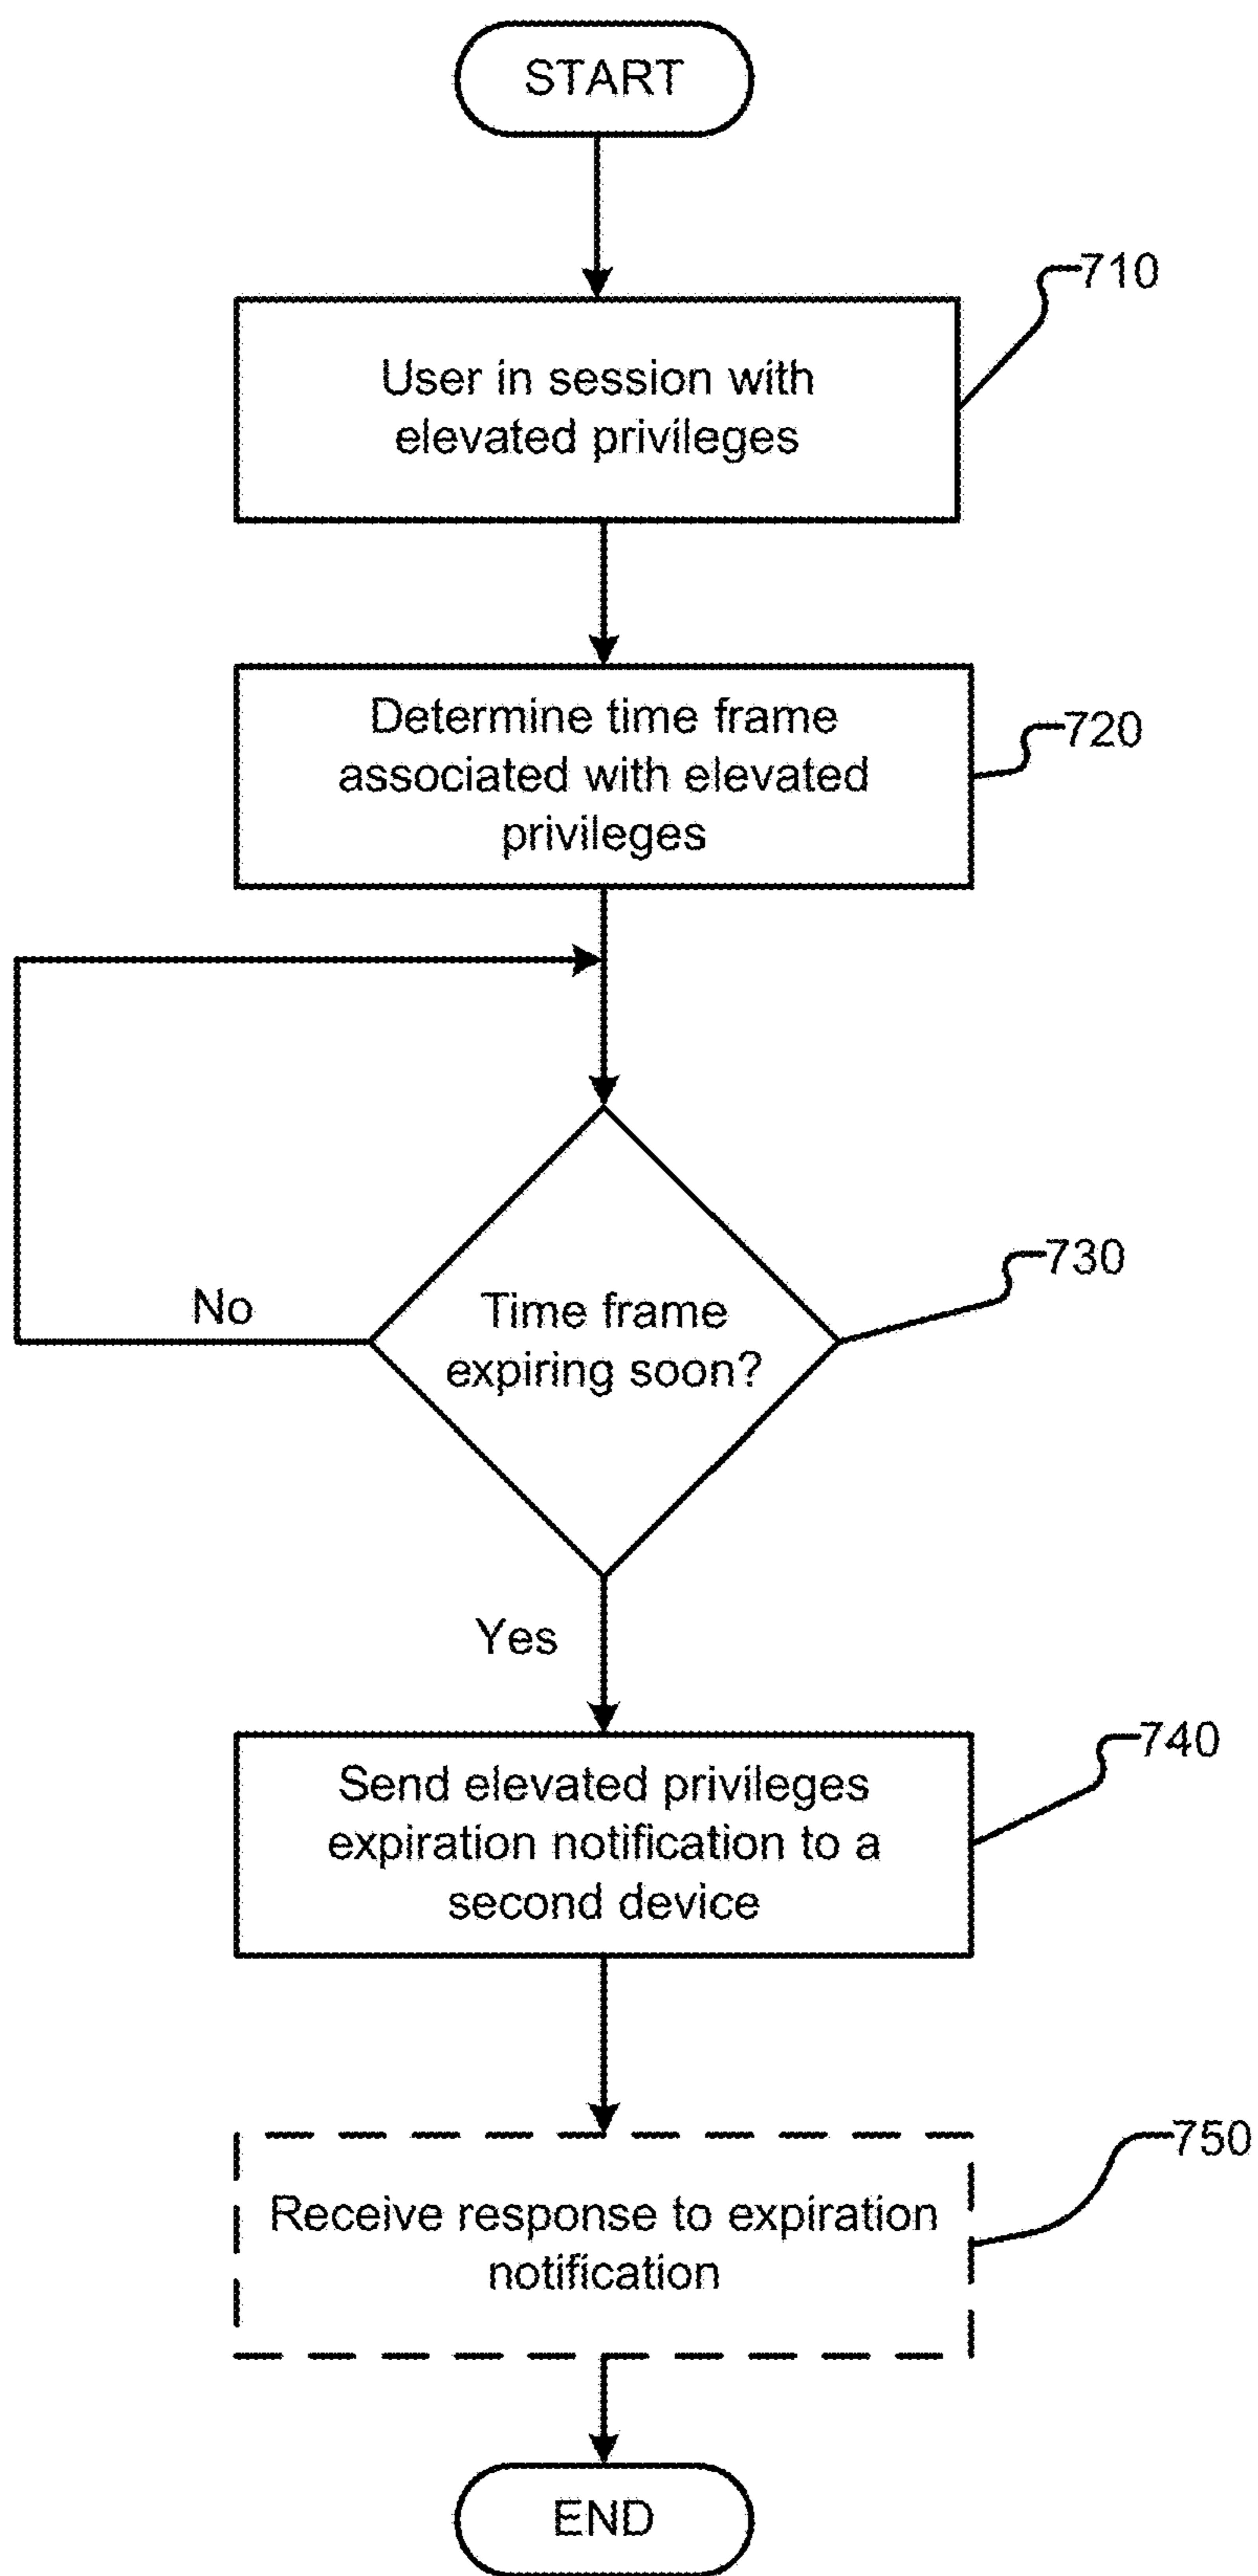 START
710
User in session with
elevated privileges
720
Determine time frame
associated with elevated
privileges
730
No
Time frame
expiring soon?
Yes
740
Send elevated privileges
expiration notification to a
second device
750
Receive response to expiration
notification
END